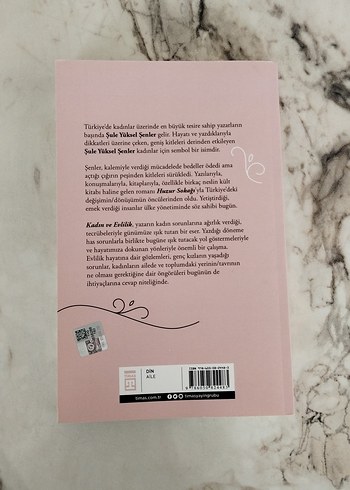 Türkiye'de kadınlar üzerinde en büyük tesire sahip yazarların
başında Şule Yüksel Şenler gelir. Hayatı ve yazdıklarıyla
dikkatleri üzerine çeken, geniş kitleleri derinden etkileyen
Şule Yüksel Şenler kadınlar için sembol bir isimdir.
Şenler, kalemiyle verdiği mücadelede bedeller ödedi ama
açtığı çığırın peşinden kitleleri sürükledi. Yazılarıyla,
konuşmalarıyla, kitaplarıyla, özellikle birkaç neslin kült
kitabı haline gelen romanı Huzur Sokağı'yla Türkiye'deki
değişimin/dönüşümün öncülerinden oldu. Yetiştirdiği,
emek verdiği insanlar ülke yönetiminde söz sahibi bugün.
Kadın ve Evlilik, yazarın kadın sorunlarına ağırlık verdiği,
tecrübeleriyle günümüze ışık tutan bir eser. Yazdığı döneme
has sorunlarla birlikte bugüne ışık tutacak yol göstermeleriyle
ve hayatımıza dokunan yönleriyle önemli bir çalışma.
Evlilik hayatına dair gözlemleri, genç kızların yaşadığı
sorunlar, kadınların ailede ve toplumdaki yerinin/tavrının
ne olması gerektiğine dair öngörüleri bugünün de
ihtiyaçlarına cevap niteliğinde.
DİN
AİLE
timas.com.tr
timasyayingrubu